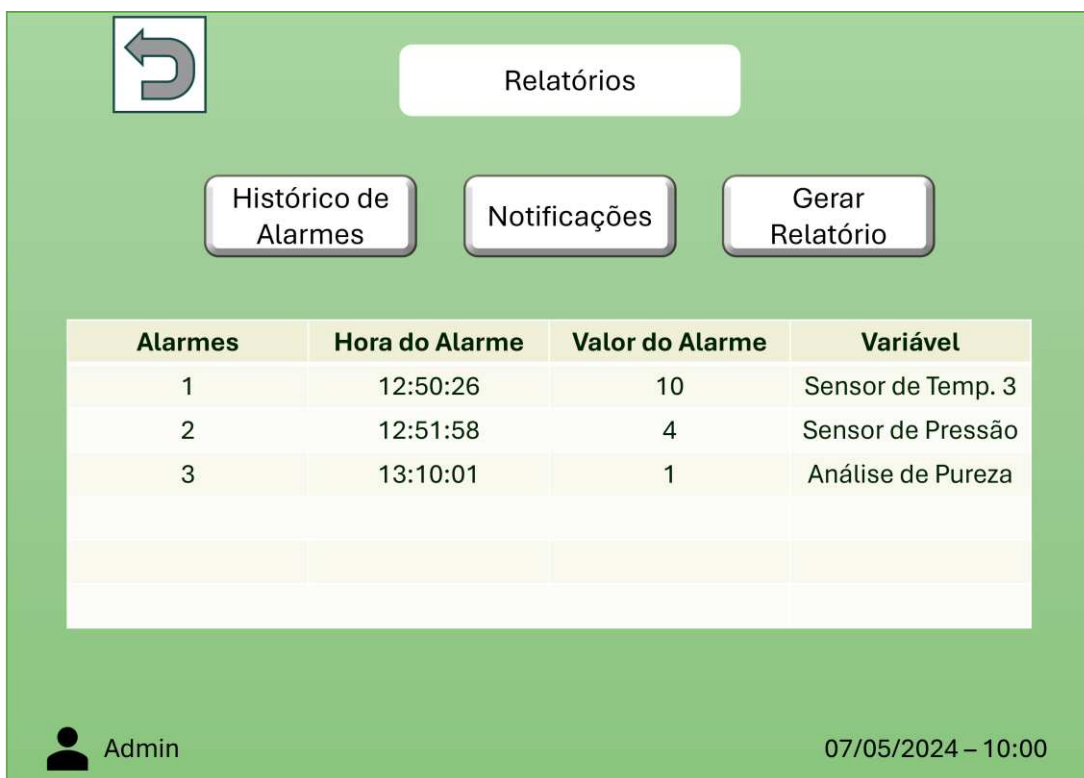 Relatórios
Histórico de
Alarmes
Notificações
Gerar
Relatório
Alarmes Hora do Alarme Valor do Alarme Variável
1 12:50:26 10 Sensor de Temp. 3
2 12:51:58 4 Sensor de Pressão
3 13:10:01 1 Análise de Pureza
Admin 07/05/2024 – 10:00